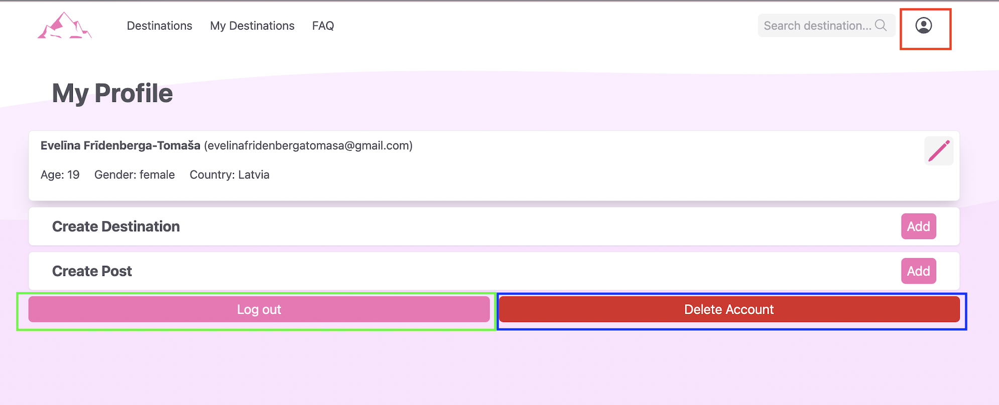 Destinations My Destinations FAQ Search destination...
My Profile
Evelīna Frīdenberga-Tomaša (evelinafridenbergatomasa@gmail.com)
Age: 19 Gender: female Country: Latvia
Create Destination Add
Create Post Add
Log out Delete Account